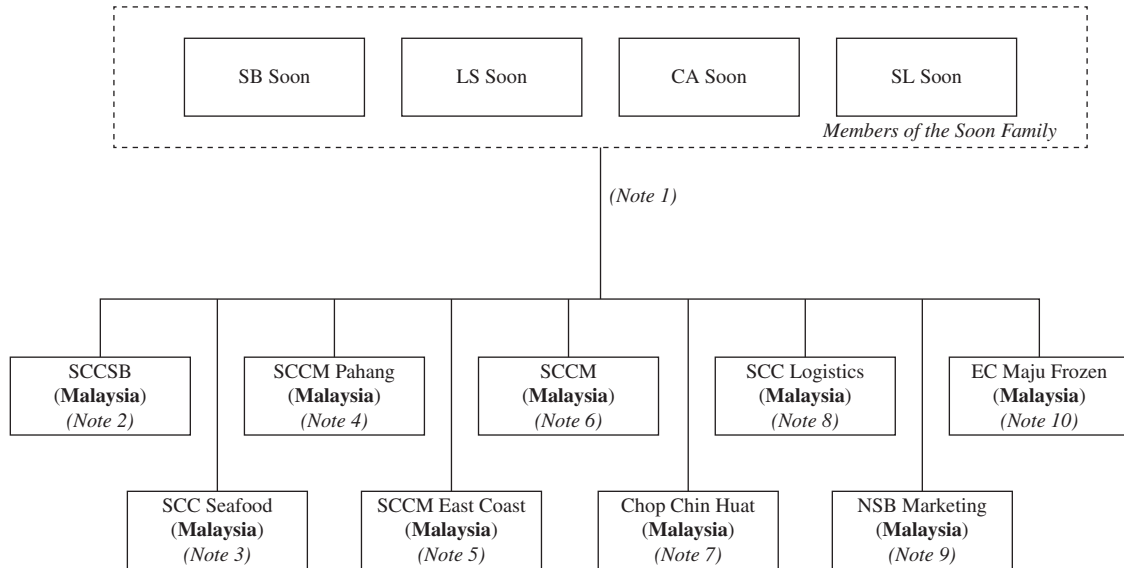 SB Soon
LS Soon
CA Soon
SL Soon
Members of the Soon Family
(Note 1)
SCCSB
(Malaysia)
(Note 2)
SCCM Pahang
(Malaysia)
(Note 4)
SCCM
(Malaysia)
(Note 6)
SCC Logistics
(Malaysia)
(Note 8)
EC Maju Frozen
(Malaysia)
(Note 10)
SCC Seafood
(Malaysia)
(Note 3)
SCCM East Coast
(Malaysia)
(Note 5)
Chop Chin Huat
(Malaysia)
(Note 7)
NSB Marketing
(Malaysia)
(Note 9)